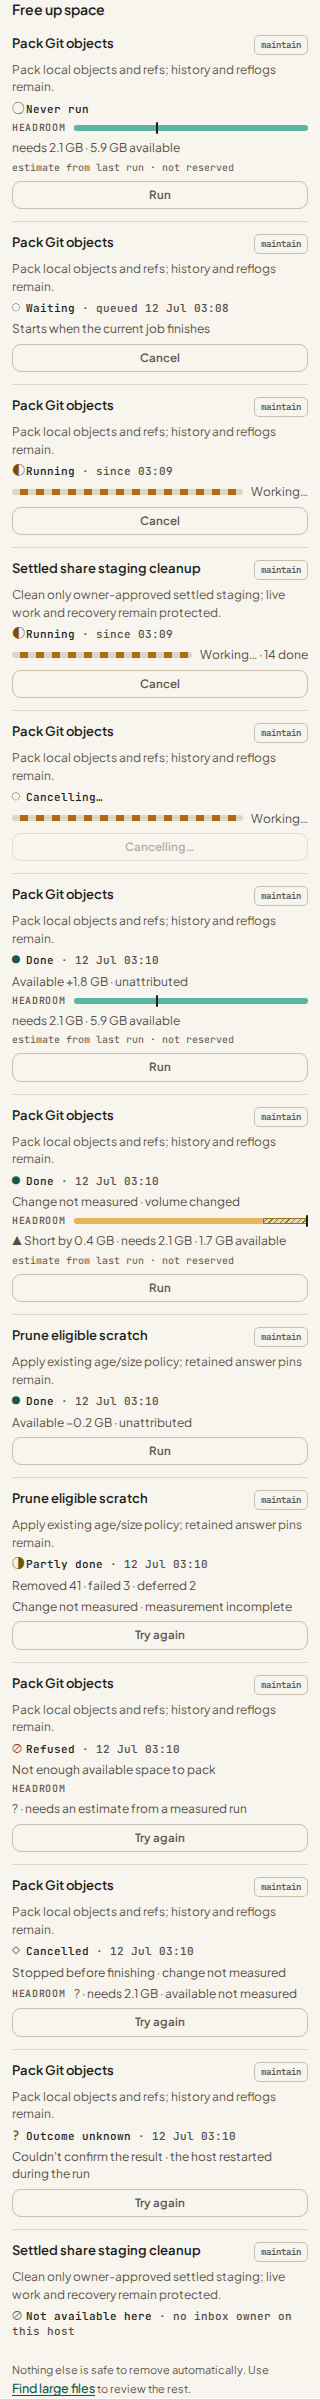 Free up space
Pack Git objects maintain
Pack local objects and refs; history and reflogs
remain.
Never run
HEADROOM
needs 2.1 GB · 5.9 GB available
estimate from last run · not reserved
Run
Pack Git objects maintain
Pack local objects and refs; history and reflogs
remain.
Waiting · queued 12 Jul 03:08
Starts when the current job finishes
Cancel
Pack Git objects maintain
Pack local objects and refs; history and reflogs
remain.
Running · since 03:09
Working…
Cancel
Settled share staging cleanup maintain
Clean only owner-approved settled staging; live
work and recovery remain protected.
Running · since 03:09
Working… · 14 done
Cancel
Pack Git objects maintain
Pack local objects and refs; history and reflogs
remain.
Cancelling…
Working…
Cancelling…
Pack Git objects maintain
Pack local objects and refs; history and reflogs
remain.
Done · 12 Jul 03:10
Available +1.8 GB · unattributed
HEADROOM
needs 2.1 GB · 5.9 GB available
estimate from last run · not reserved
Run
Pack Git objects maintain
Pack local objects and refs; history and reflogs
remain.
Done · 12 Jul 03:10
Change not measured · volume changed
HEADROOM
▲ Short by 0.4 GB · needs 2.1 GB · 1.7 GB available
estimate from last run · not reserved
Run
Prune eligible scratch maintain
Apply existing age/size policy; retained answer pins
remain.
Done · 12 Jul 03:10
Available −0.2 GB · unattributed
Run
Prune eligible scratch maintain
Apply existing age/size policy; retained answer pins
remain.
Partly done · 12 Jul 03:10
Removed 41 · failed 3 · deferred 2
Change not measured · measurement incomplete
Try again
Pack Git objects maintain
Pack local objects and refs; history and reflogs
remain.
Refused · 12 Jul 03:10
Not enough available space to pack
HEADROOM
? · needs an estimate from a measured run
Try again
Pack Git objects maintain
Pack local objects and refs; history and reflogs
remain.
Cancelled · 12 Jul 03:10
Stopped before finishing · change not measured
HEADROOM ? · needs 2.1 GB · available not measured
Try again
Pack Git objects maintain
Pack local objects and refs; history and reflogs
remain.
? Outcome unknown · 12 Jul 03:10
Couldn't confirm the result · the host restarted
during the run
Try again
Settled share staging cleanup maintain
Clean only owner-approved settled staging; live
work and recovery remain protected.
Not available here · no inbox owner on
this host
Nothing else is safe to remove automatically. Use
Find large files to review the rest.